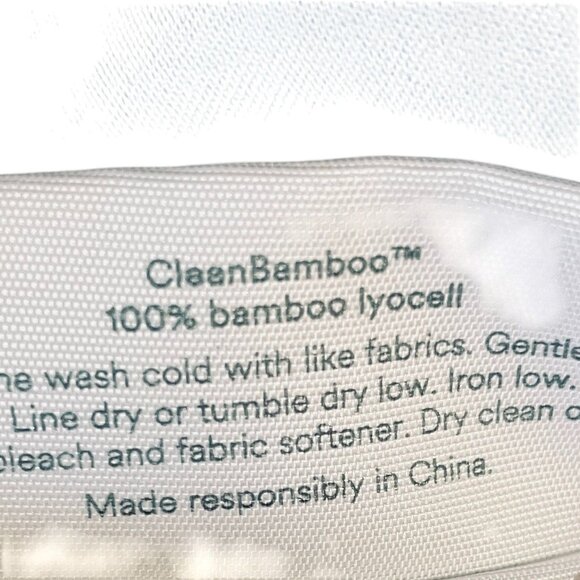 CleanBamboo™
100% bamboo lyocell
ne wash cold with like fabrics. Gentle
Line dry or tumble dry low. Iron low.
bleach and fabric softener. Dry clean o
Made responsibly in China.